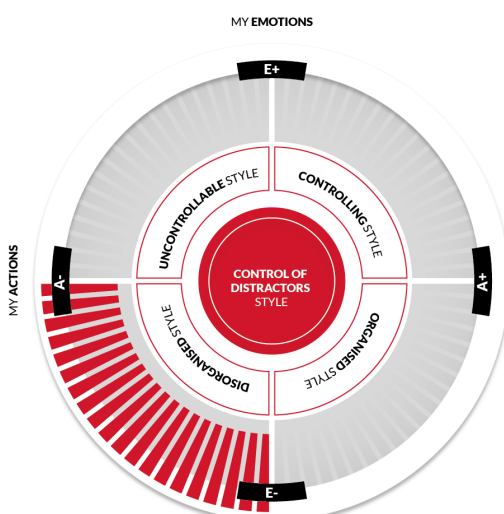 MY EMOTIONS
E+
UNCONTROLLABLE STYLE
CONTROLLING STYLE
MY ACTIONS
A-
CONTROL OF
DISTRACTORS
STYLE
A+
DISORGANISED STYLE
ORGANISED STYLE
E-